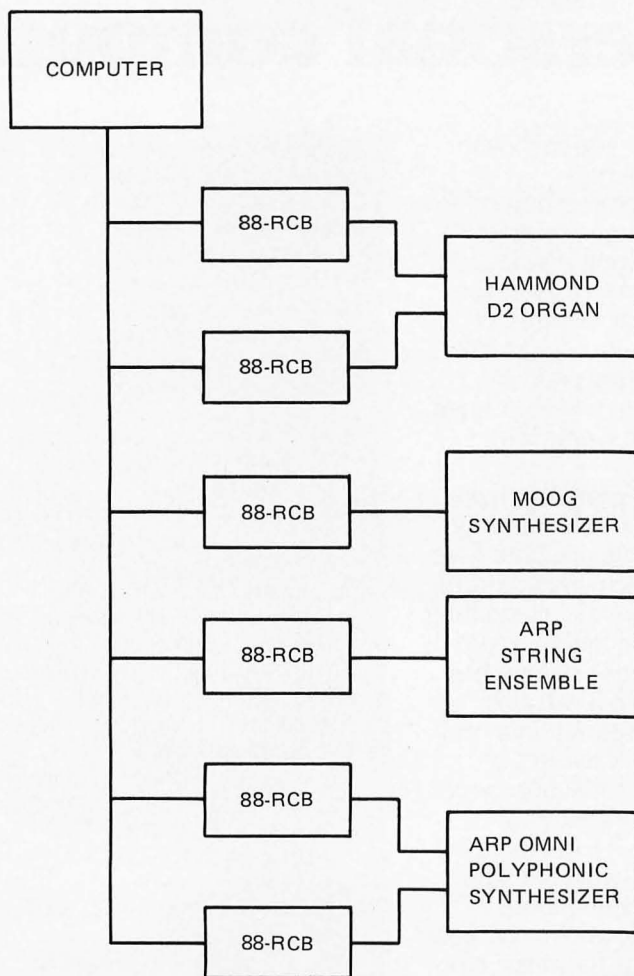 COMPUTER
88-RCB
HAMMOND
D2 ORGAN
88-RCB
88-RCB
MOOG
SYNTHESIZER
88-RCB
ARP
STRING
ENSEMBLE
88-RCB
ARP OMNI
POLYPHONIC
SYNTHESIZER
88-RCB